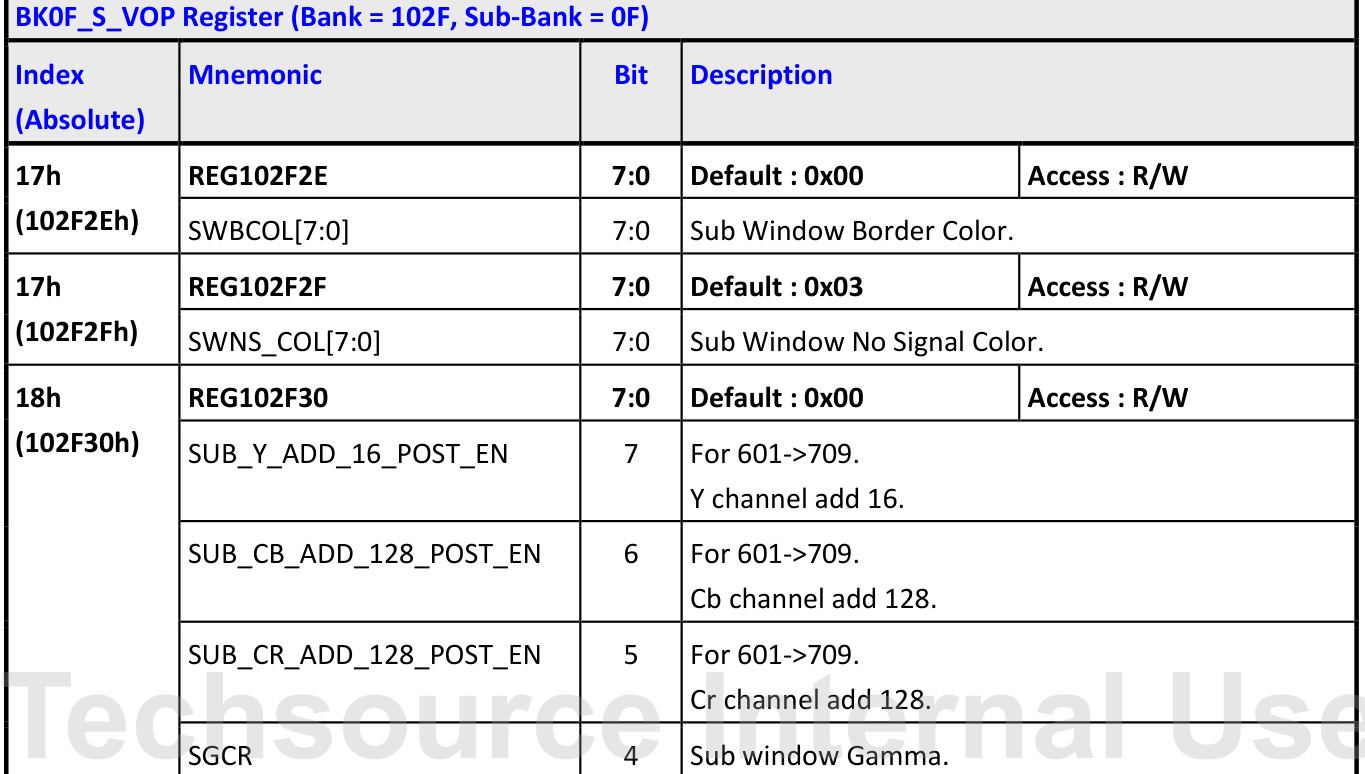 BK0F_S_VOP Register (Bank = 102F, Sub-Bank = 0F)
Index (Absolute) Mnemonic Bit Description
17h (102F2Eh) REG102F2E 7:0 Default : 0x00 Access : R/W
SWBCOL[7:0] 7:0 Sub Window Border Color.
17h (102F2Fh) REG102F2F 7:0 Default : 0x03 Access : R/W
SWNS_COL[7:0] 7:0 Sub Window No Signal Color.
18h (102F30h) REG102F30 7:0 Default : 0x00 Access : R/W
SUB_Y_ADD_16_POST_EN 7 For 601->709.
Y channel add 16.
SUB_CB_ADD_128_POST_EN 6 For 601->709.
Cb channel add 128.
SUB_CR_ADD_128_POST_EN 5 For 601->709.
Cr channel add 128.
SGCR 4 Sub window Gamma.
Techsource Internal Use